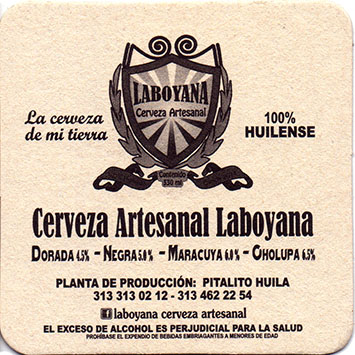 LABOYANA
Cerveza Artesanal
La cerveza
de mi tierra
100%
HUILENSE
Contenido
330 ml
Cerveza Artesanal Laboyana
DORADA 4.5% - NEGRA 5.0% - MARACUYA 6.0% - CHOLUPA 6.5%
PLANTA DE PRODUCCIÓN: PITALITO HUILA
313 313 02 12 - 313 462 22 54
laboyana cerveza artesanal
EL EXCESO DE ALCOHOL ES PERJUDICIAL PARA LA SALUD
PROHÍBASE EL EXPENDIO DE BEBIDAS EMBRIAGANTES A MENORES DE EDAD